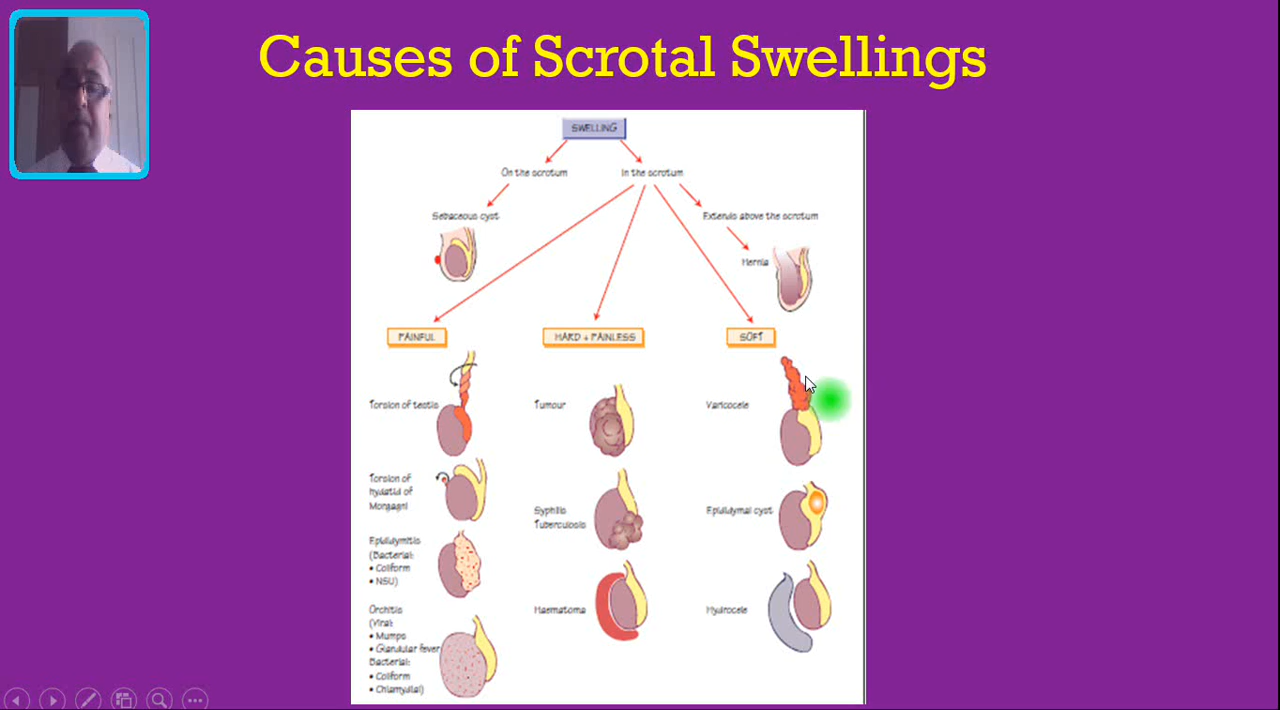 Causes of Scrotal Swellings
SWELLING
On the scrotum
In the scrotum
Sebaceous cyst
Extends above the scrotum
Hernia
PAINFUL
HARD + PAINLESS
SOFT
Torsion of testis
Tumour
Varicocele
Torsion of
hydatid of
Morgagni
Syphilis
Tuberculosis
Epididymal cyst
Epididymitis
(Bacterial:
• Coliform
• NSU)
Haematoma
Hydrocele
Orchitis
(Viral:
• Mumps
• Glandular fever
Bacterial:
• Coliform
• Chlamydial)